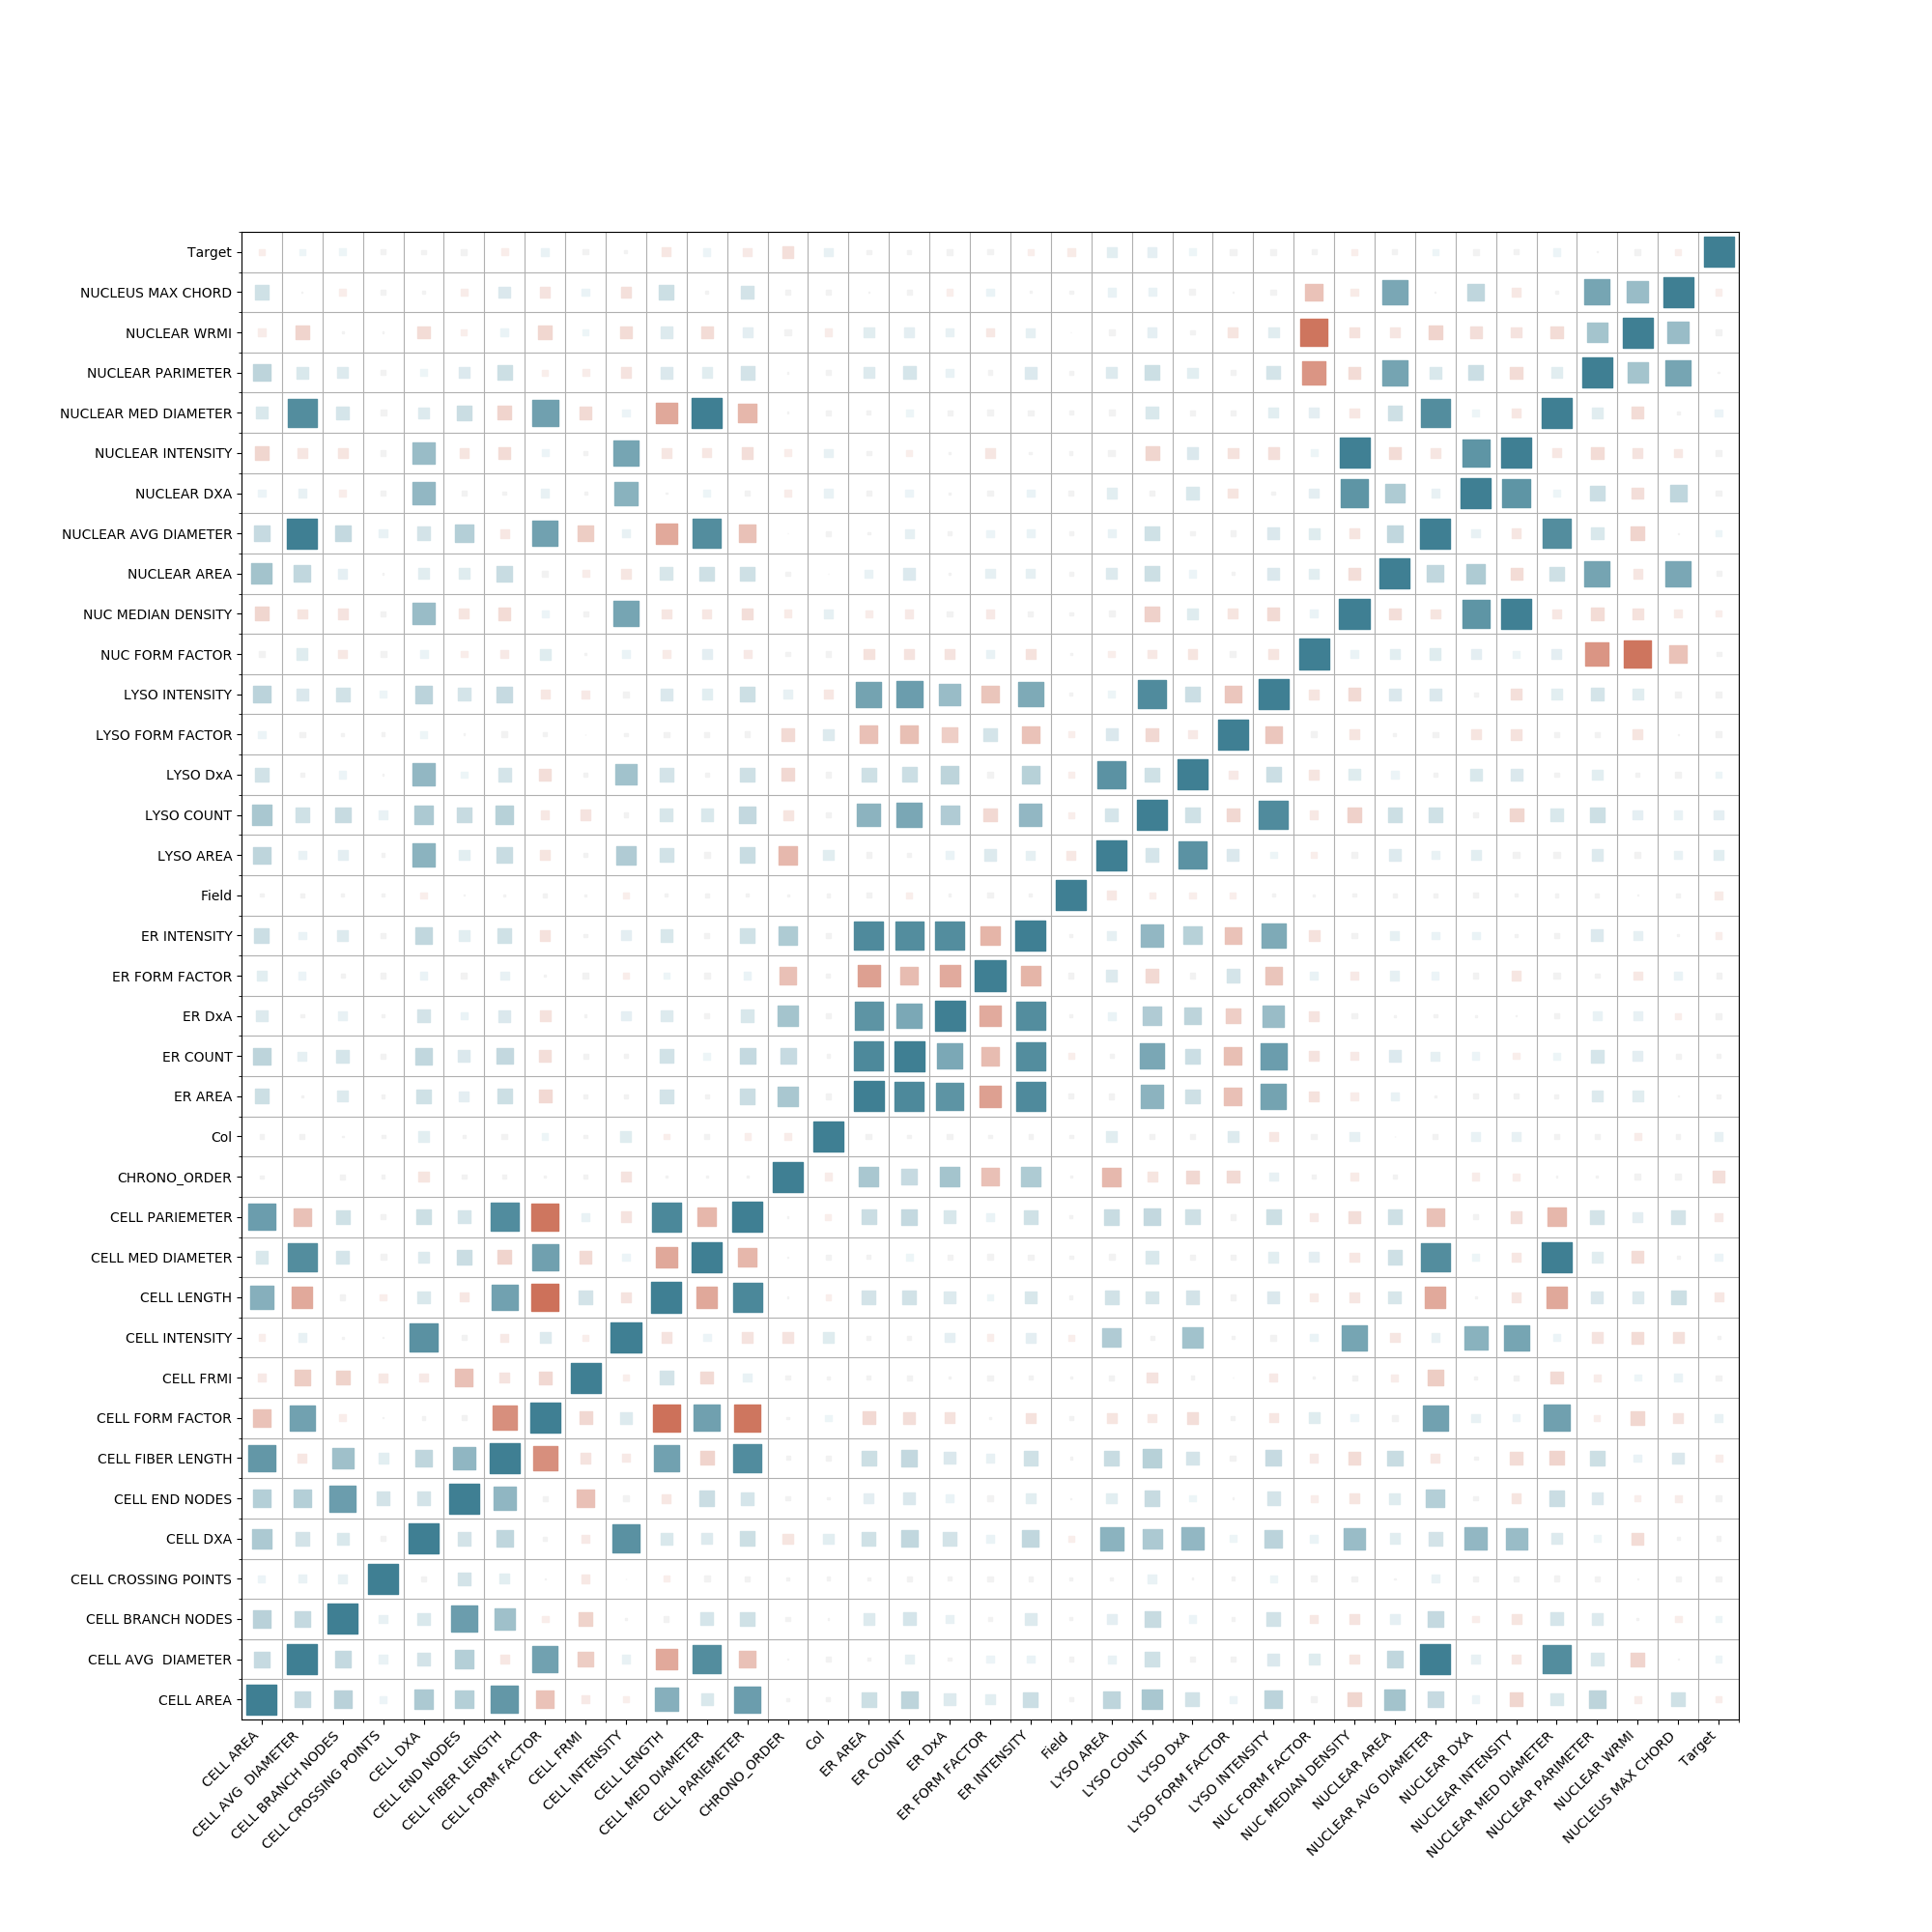 Target
NUCLEUS MAX CHORD
NUCLEAR WRMI
NUCLEAR PARIMETER
NUCLEAR MED DIAMETER
NUCLEAR INTENSITY
NUCLEAR DXA
NUCLEAR AVG DIAMETER
NUCLEAR AREA
NUC MEDIAN DENSITY
NUC FORM FACTOR
LYSO INTENSITY
LYSO FORM FACTOR
LYSO DxA
LYSO COUNT
LYSO AREA
Field
ER INTENSITY
ER FORM FACTOR
ER DxA
ER COUNT
ER AREA
Col
CHRONO_ORDER
CELL PARIEMETER
CELL MED DIAMETER
CELL LENGTH
CELL INTENSITY
CELL FRMI
CELL FORM FACTOR
CELL FIBER LENGTH
CELL END NODES
CELL DXA
CELL CROSSING POINTS
CELL BRANCH NODES
CELL AVG  DIAMETER
CELL AREA
CELL AREA
CELL AVG  DIAMETER
CELL BRANCH NODES
CELL CROSSING POINTS
CELL DXA
CELL END NODES
CELL FIBER LENGTH
CELL FORM FACTOR
CELL FRMI
CELL INTENSITY
CELL LENGTH
CELL MED DIAMETER
CELL PARIEMETER
CHRONO_ORDER
Col
ER AREA
ER COUNT
ER DxA
ER FORM FACTOR
ER INTENSITY
Field
LYSO AREA
LYSO COUNT
LYSO DxA
LYSO FORM FACTOR
LYSO INTENSITY
NUC FORM FACTOR
NUC MEDIAN DENSITY
NUCLEAR AREA
NUCLEAR AVG DIAMETER
NUCLEAR DXA
NUCLEAR INTENSITY
NUCLEAR MED DIAMETER
NUCLEAR PARIMETER
NUCLEAR WRMI
NUCLEUS MAX CHORD
Target